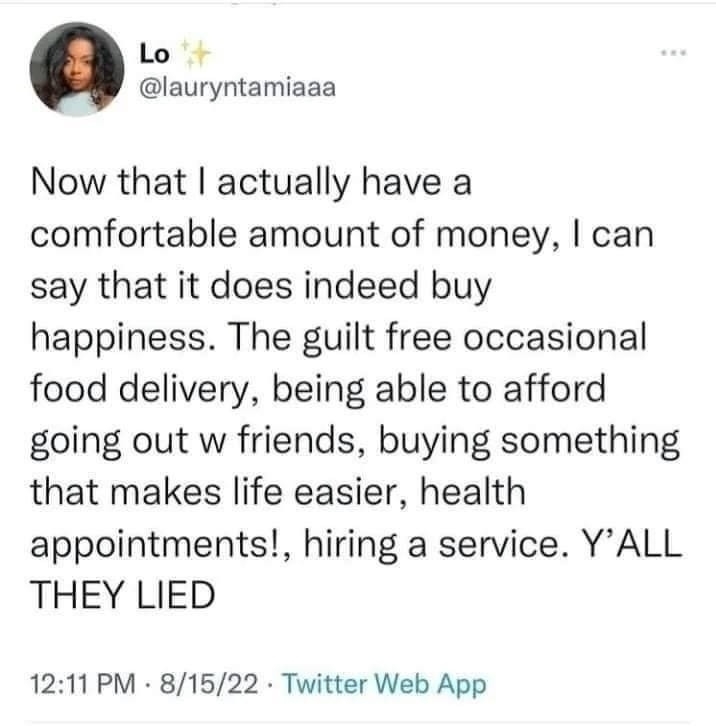 Lo ✨
@lauryntamiaaa
Now that I actually have a
comfortable amount of money, I can
say that it does indeed buy
happiness. The guilt free occasional
food delivery, being able to afford
going out w friends, buying something
that makes life easier, health
appointments!, hiring a service. Y’ALL
THEY LIED
12:11 PM · 8/15/22 · Twitter Web App